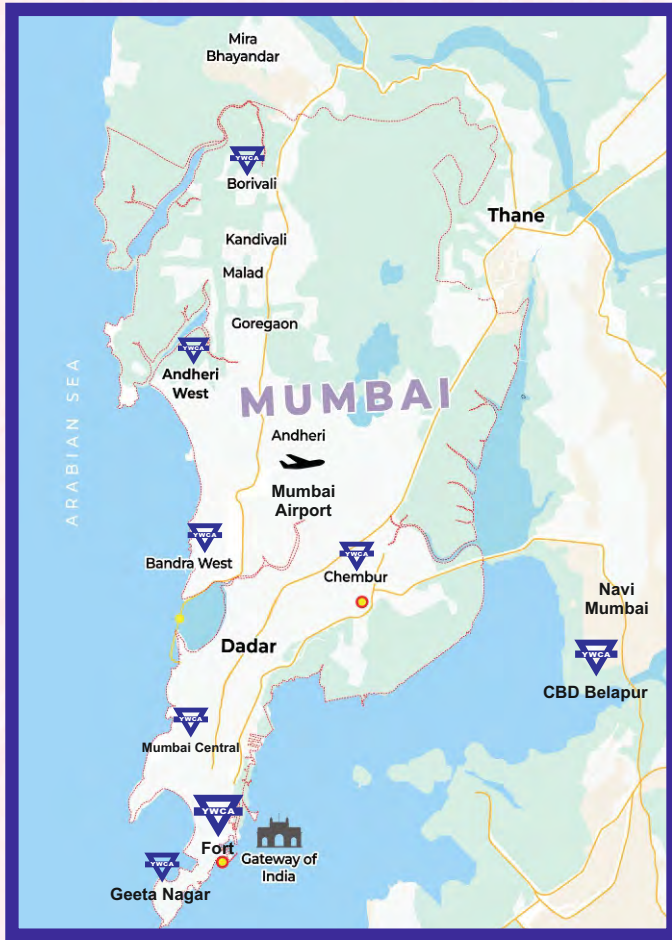 Mira
Bhayandar
YWCA
Borivali
Thane
Kandivali
Malad
Goregaon
YWCA
Andheri
West
MUMBAI
ARABIAN SEA
Andheri
Mumbai
Airport
YWCA
Bandra West
YWCA
Chembur
Navi
Mumbai
YWCA
CBD Belapur
Dadar
YWCA
Mumbai Central
YWCA
Fort
Gateway of
India
YWCA
Geeta Nagar